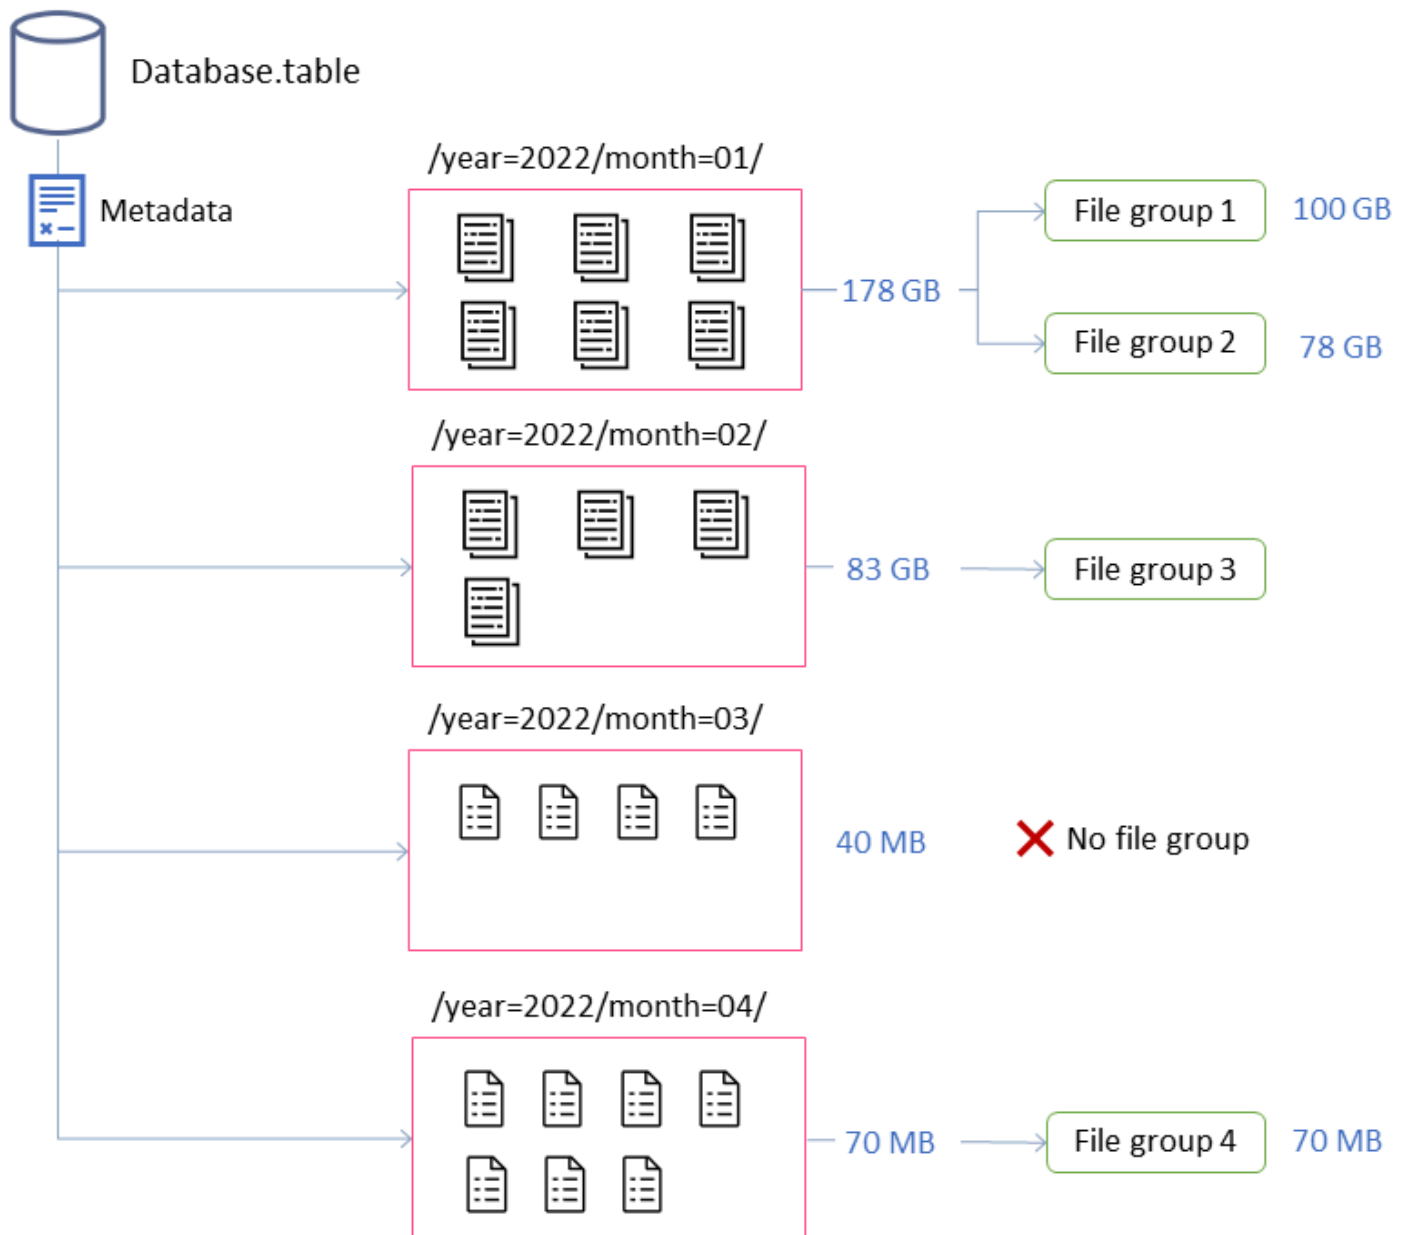 Database.table
Metadata
/year=2022/month=01/
178 GB
File group 1
100 GB
File group 2
78 GB
/year=2022/month=02/
83 GB
File group 3
/year=2022/month=03/
40 MB
No file group
/year=2022/month=04/
70 MB
File group 4
70 MB